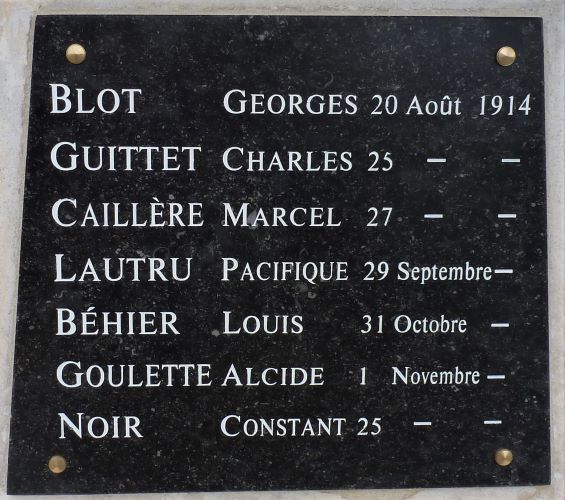 BLOT GEORGES 20 Août 1914
GUITTET CHARLES 25 — —
CAILLÈRE MARCEL 27 — —
LAUTRU PACIFIQUE 29 Septembre —
BÉHIER LOUIS 31 Octobre —
GOULETTE ALCIDE 1 Novembre —
NOIR CONSTANT 25 — —